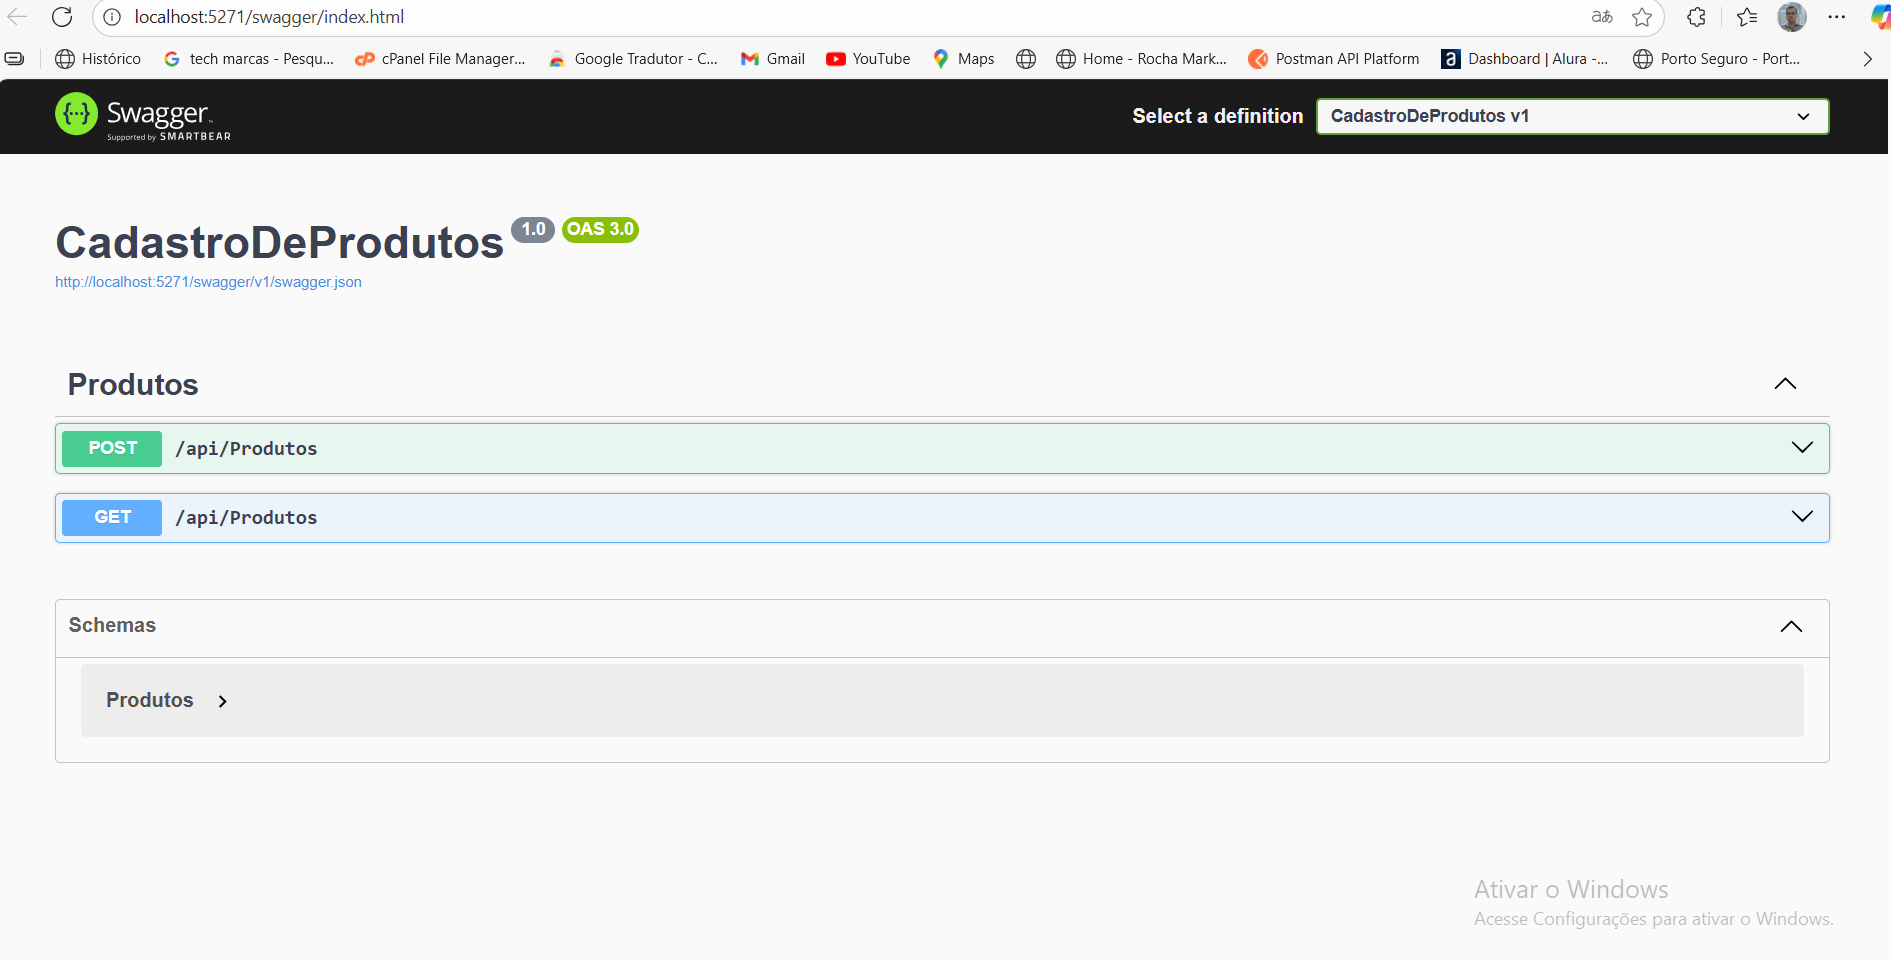 localhost:5271/swagger/index.html
Histórico
tech marcas - Pesqu...
cPanel File Manager...
Google Tradutor - C...
Gmail
YouTube
Maps
Home - Rocha Mark...
Postman API Platform
Dashboard | Alura -...
Porto Seguro - Port...
Swagger
Supported by SMARTBEAR
Select a definition
CadastroDeProdutos v1
CadastroDeProdutos 1.0 OAS 3.0
http://localhost:5271/swagger/v1/swagger.json
Produtos
POST /api/Produtos
GET /api/Produtos
Schemas
Produtos
Ativar o Windows
Acesse Configurações para ativar o Windows.